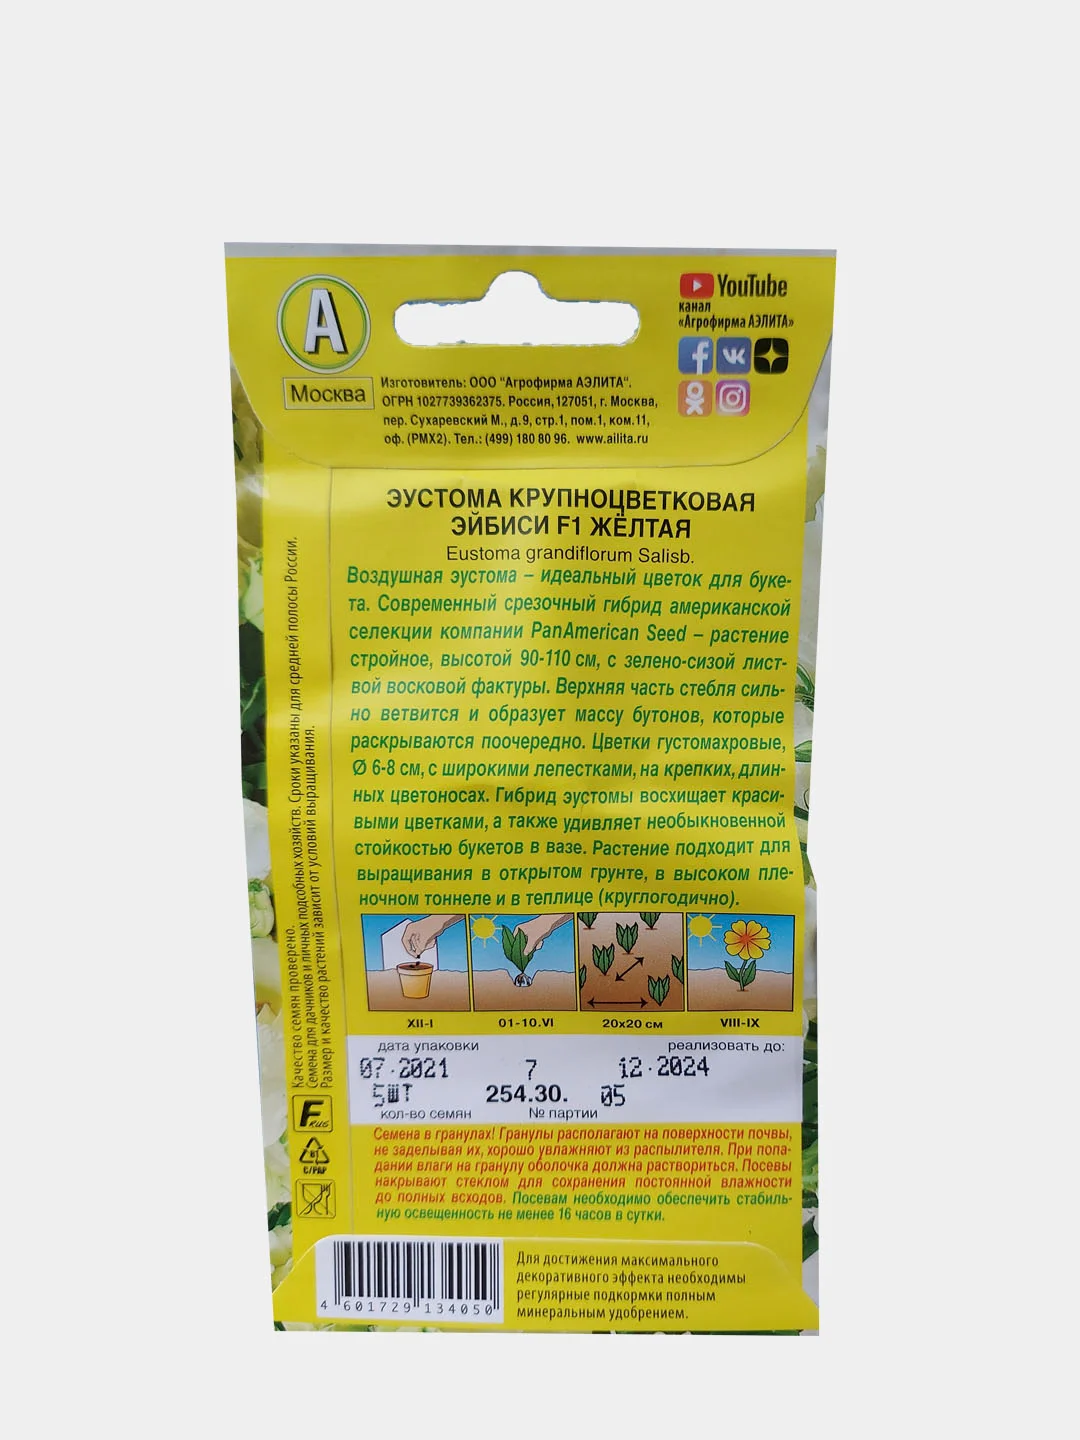 А
Москва
YouTube
канал
«Агрофирма АЭЛИТА»
Изготовитель: ООО "Агрофирма АЭЛИТА".
ОГРН 1027739362375. Россия,127051, г. Москва,
пер. Сухаревский М., д.9, стр.1, пом.1, ком.11,
оф. (РМХ2). Тел.: (499) 180 80 96. www.ailita.ru
ЭУСТОМА КРУПНОЦВЕТКОВАЯ
ЭЙБИСИ F1 ЖЁЛТАЯ
Eustoma grandiflorum Salisb.
Воздушная эустома – идеальный цветок для буке-
та. Современный срезочный гибрид американской
селекции компании PanAmerican Seed – растение
стройное, высотой 90-110 см, с зелено-сизой лист-
вой восковой фактуры. Верхняя часть стебля силь-
но ветвится и образует массу бутонов, которые
раскрываются поочередно. Цветки густомахровые,
Ø 6-8 см, с широкими лепестками, на крепких, длин-
ных цветоносах. Гибрид эустомы восхищает краси-
выми цветками, а также удивляет необыкновенной
стойкостью букетов в вазе. Растение подходит для
выращивания в открытом грунте, в высоком пле-
ночном тоннеле и в теплице (круглогодично).
XII-I
01-10.VI
20x20 см
VIII-IX
дата упаковки
реализовать до:
07.2021 7 12.2024
5ШТ 254.30. 05
кол-во семян
№ партии
Семена в гранулах! Гранулы располагают на поверхности почвы,
не заделывая их, хорошо увлажняют из распылителя. При попа-
дании влаги на гранулу оболочка должна раствориться. Посевы
накрывают стеклом для сохранения постоянной влажности
до полных всходов. Посевам необходимо обеспечить стабиль-
ную освещенность не менее 16 часов в сутки.
Для достижения максимального
декоративного эффекта необходимы
регулярные подкормки полным
минеральным удобрением.
4 601729 134050
Качество семян проверено.
Семена для дачников и личных подсобных хозяйств. Сроки указаны для средней полосы России.
Размер и качество растений зависит от условий выращивания.
F RUS
C/PAP